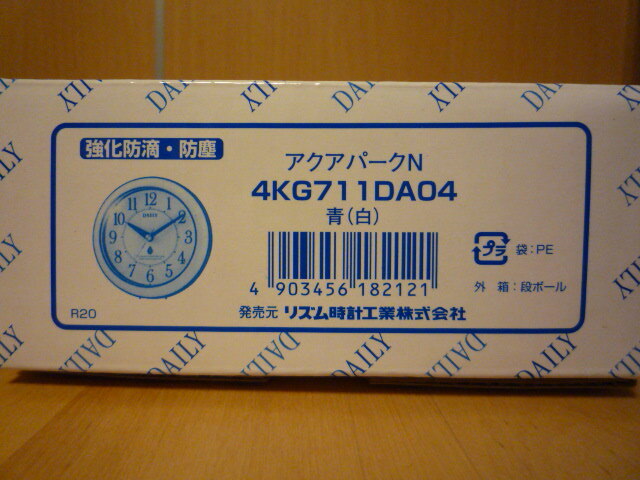 DAILY
強化防滴・防塵
アクアパークN
4KG711DA04
青(白)
4 903456 182121
プラ 袋:PE
外 箱:段ボール
R20
発売元 リズム時計工業株式会社
DAILY
DAILY
DAILY
DAILY
DAILY